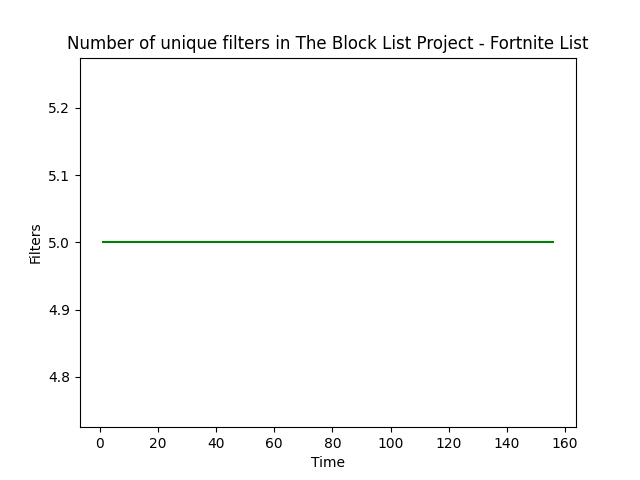 Number of unique filters in The Block List Project - Fortnite List
5.2
5.1
5.0
4.9
4.8
Filters
0 20 40 60 80 100 120 140 160
Time